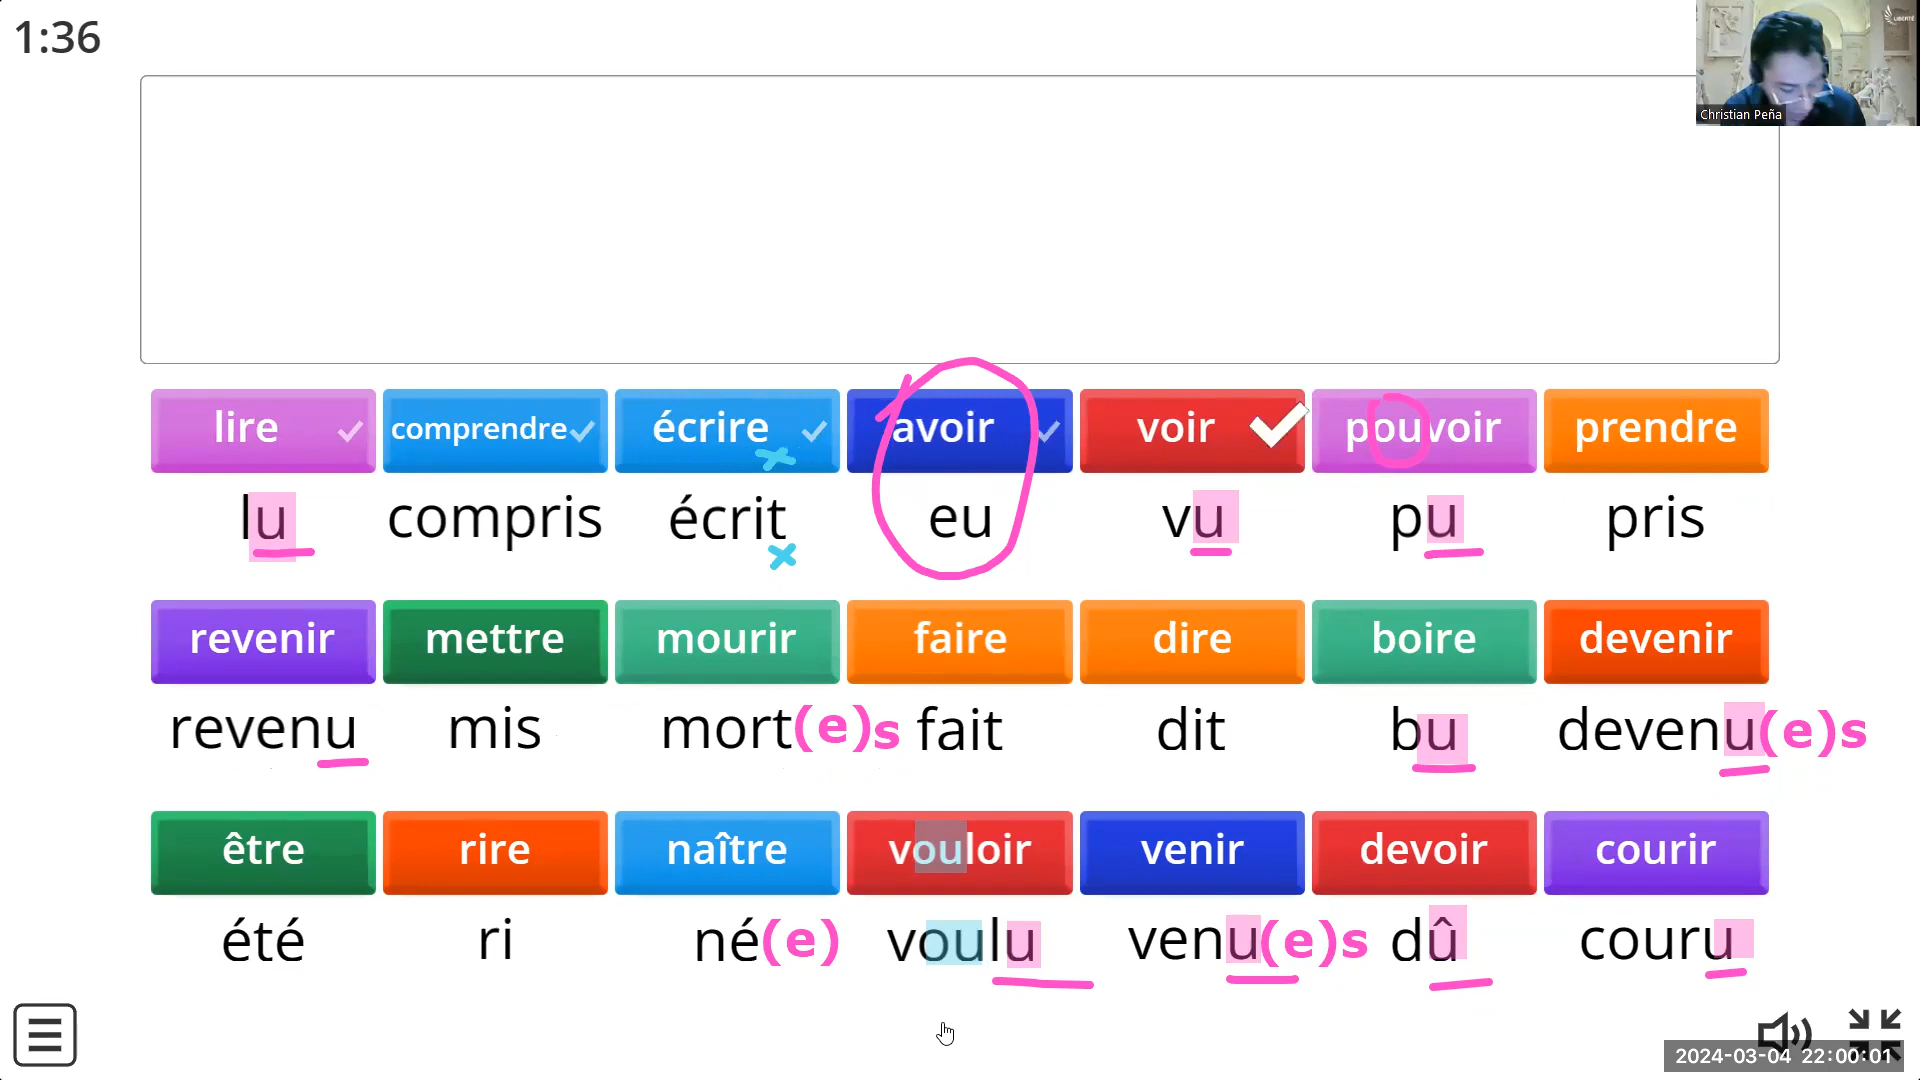 1:36
LIBERTÉ
Christian Peña
lire comprendre écrire avoir voir pouvoir prendre
lu compris écrit eu vu pu pris
revenir mettre mourir faire dire boire devenir
revenu mis mort(e)s fait dit bu devenu(e)s
être rire naître vouloir venir devoir courir
été ri né(e) voulu venu(e)s dû couru
2024-03-04 22:00:01